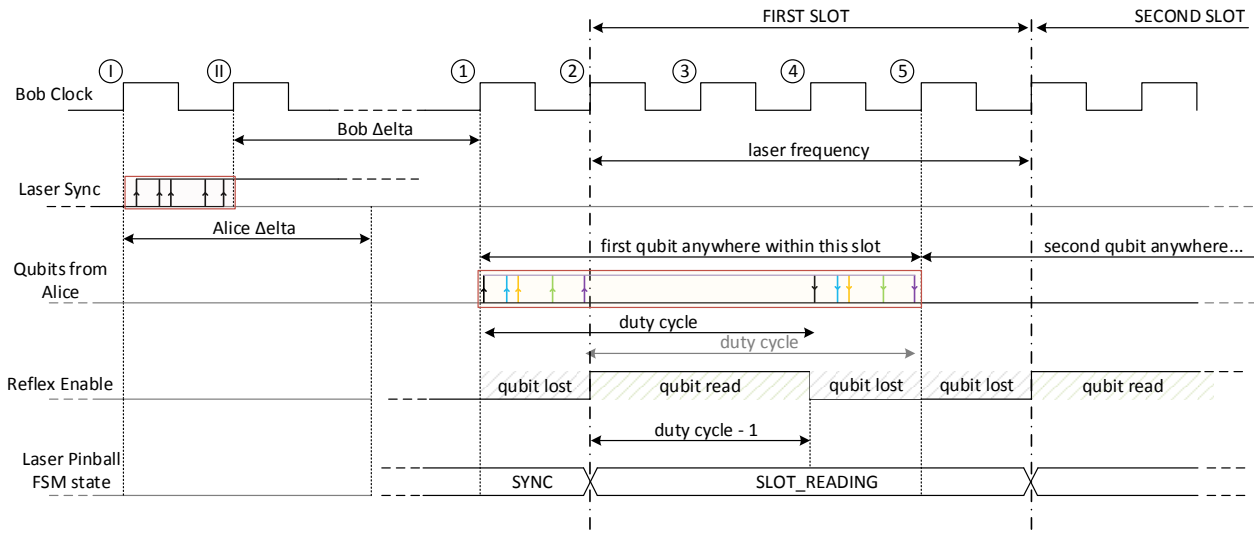 FIRST SLOT
SECOND SLOT
I
II
1
2
3
4
5
Bob Clock
Bob Δelta
laser frequency
Laser Sync
Alice Δelta
first qubit anywhere within this slot
second qubit anywhere...
Qubits from
Alice
duty cycle
duty cycle
Reflex Enable
qubit lost
qubit read
qubit lost
qubit lost
qubit read
duty cycle - 1
Laser Pinball
FSM state
SYNC
SLOT_READING